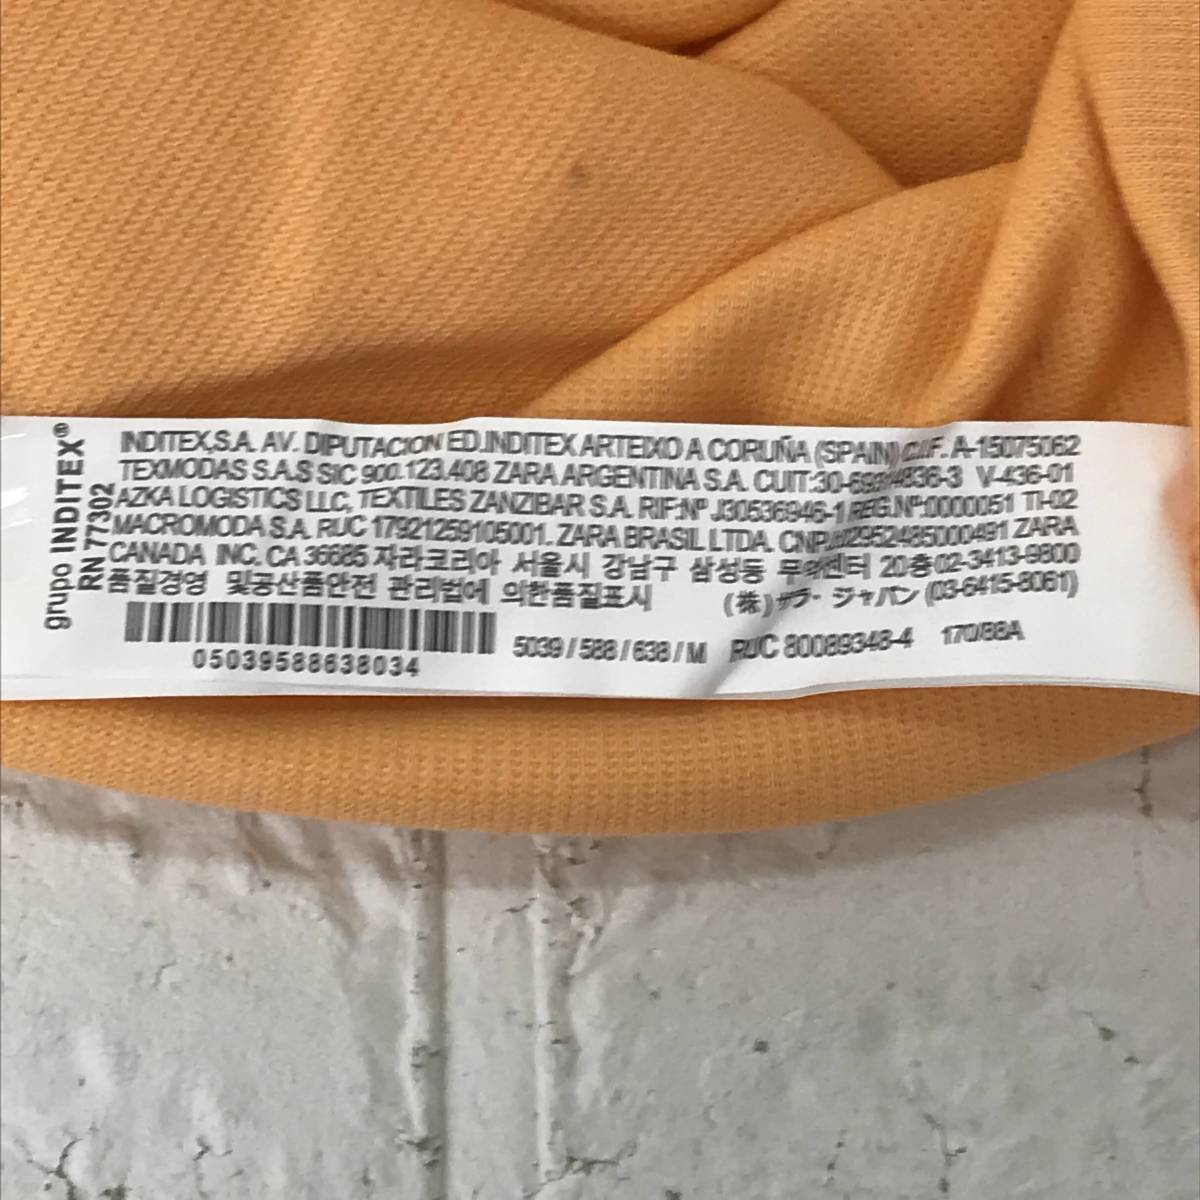 grupo INDITEX®
RN 77302
INDITEX,S.A. AV. DIPUTACION ED.INDITEX ARTEIXO A CORUÑA (SPAIN) C.I.F. A-15075062
TEXMODAS S.A.S SIC 900.123.408 ZARA ARGENTINA S.A. V-436-01
AZKA LOGISTICS LLC, TEXTILES ZANZIBAR S.A. RIF:Nº J30536946-1 REG.Nº:0000051 TI-02
MACROMODA S.A. RUC 17921259105001. ZARA BRASIL LTDA. ZARA
CANADA INC. CA 36685 자라코리아 서울시 강남구 삼성동 무역센터 20층 02-3413-9800
품질경영 및공산품안전 관리법에 의한품질표시 (株)ザラ・ジャパン (03-6415-8061)
05039588638034
5039 / 588 / 638 / M RUC 80089348-4 170/88A